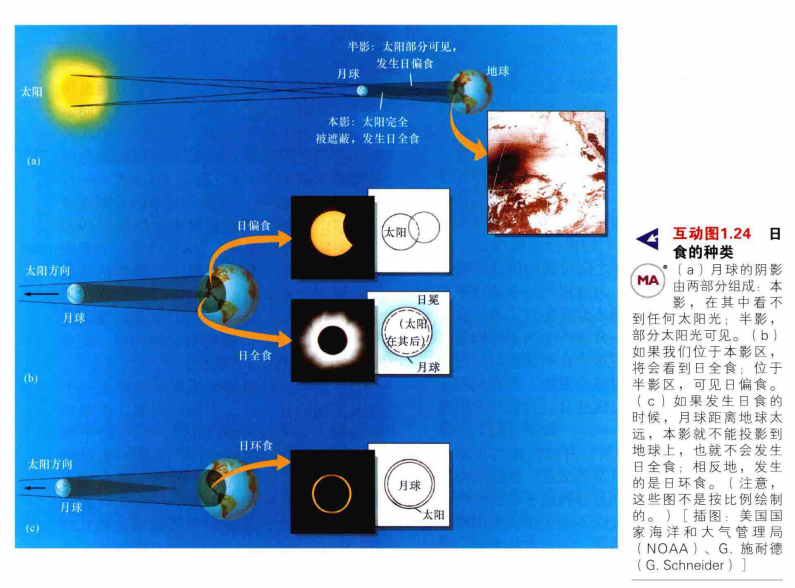 半影：太阳部分可见，
发生日偏食
月球
地球
太阳
本影：太阳完全
被遮蔽，发生日全食
(a)
日偏食
太阳
太阳方向
月球
日冕
(太阳
在其后)
月球
日全食
(b)
日环食
太阳方向
月球
月球
太阳
(c)
互动图1.24 日
食的种类
MA
（a）月球的阴影
由两部分组成：本
影，在其中看不
到任何太阳光；半影，
部分太阳光可见。（b）
如果我们位于本影区，
将会看到日全食；位于
半影区，可见日偏食。
（c）如果发生日食的
时候，月球距离地球太
远，本影就不能投影到
地球上，也就不会发生
日全食；相反地，发生
的是日环食。（注意，
这些图不是按比例绘制
的。）［插图：美国国
家海洋和大气管理局
（NOAA）、G. 施耐德
（G. Schneider）］